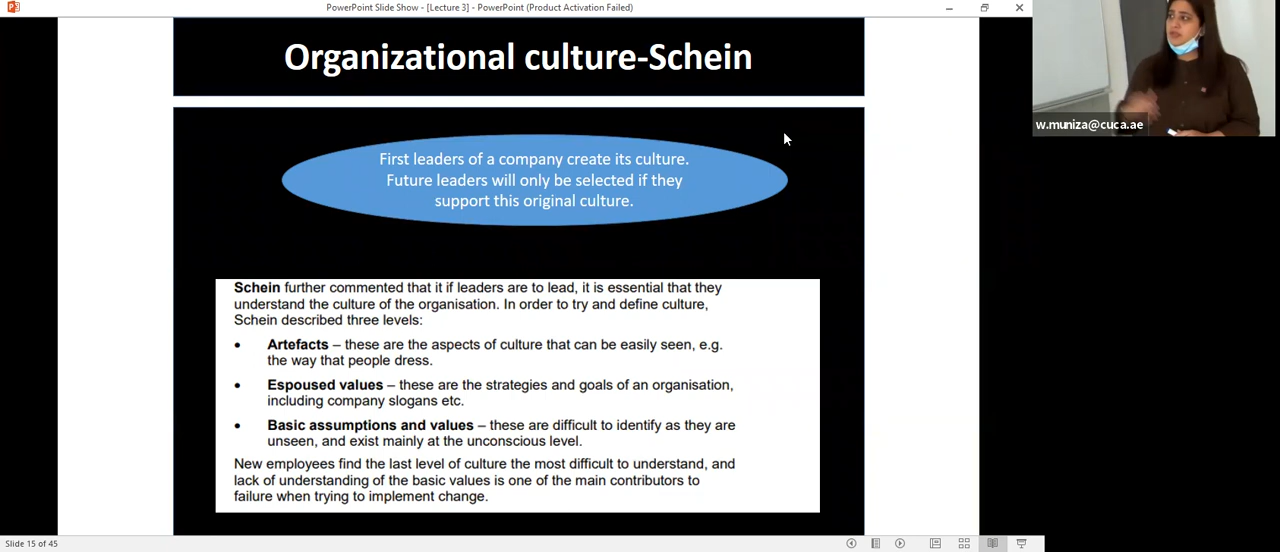 PowerPoint Slide Show - [Lecture 3] - PowerPoint (Product Activation Failed)
Organizational culture-Schein
w.muniza@cuca.ae
First leaders of a company create its culture.
Future leaders will only be selected if they
support this original culture.
Schein further commented that it if leaders are to lead, it is essential that they
understand the culture of the organisation. In order to try and define culture,
Schein described three levels:
• Artefacts – these are the aspects of culture that can be easily seen, e.g.
the way that people dress.
• Espoused values – these are the strategies and goals of an organisation,
including company slogans etc.
• Basic assumptions and values – these are difficult to identify as they are
unseen, and exist mainly at the unconscious level.
New employees find the last level of culture the most difficult to understand, and
lack of understanding of the basic values is one of the main contributors to
failure when trying to implement change.
Slide 15 of 45